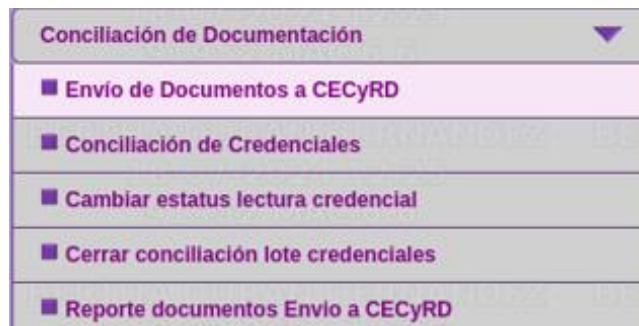 Conciliación de Documentación
Envío de Documentos a CECyRD
Conciliación de Credenciales
Cambiar estatus lectura credencial
Cerrar conciliación lote credenciales
Reporte documentos Envio a CECyRD